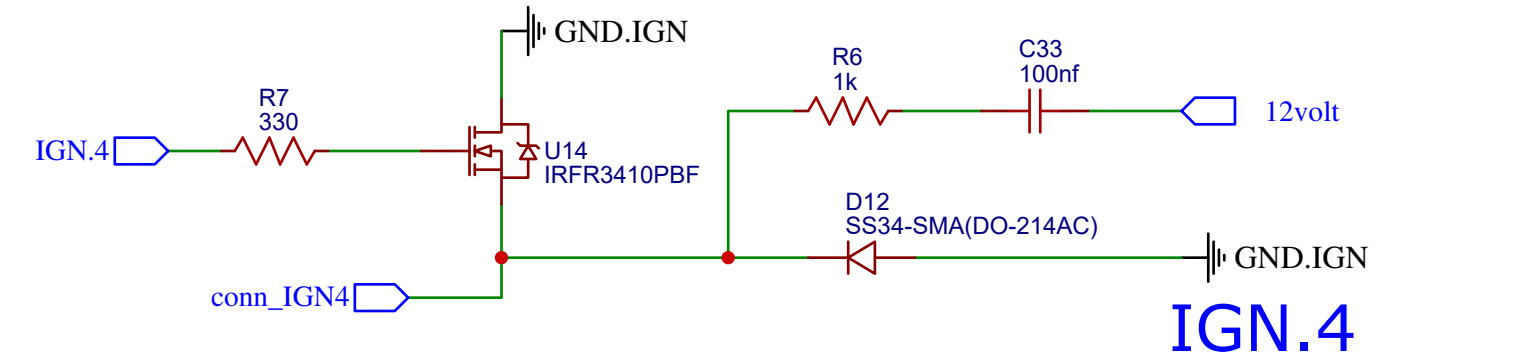 GND.IGN
R7
330
IGN.4
U14
IRFR3410PBF
conn_IGN4
R6
1k
C33
100nf
12volt
D12
SS34-SMA(DO-214AC)
GND.IGN
IGN.4